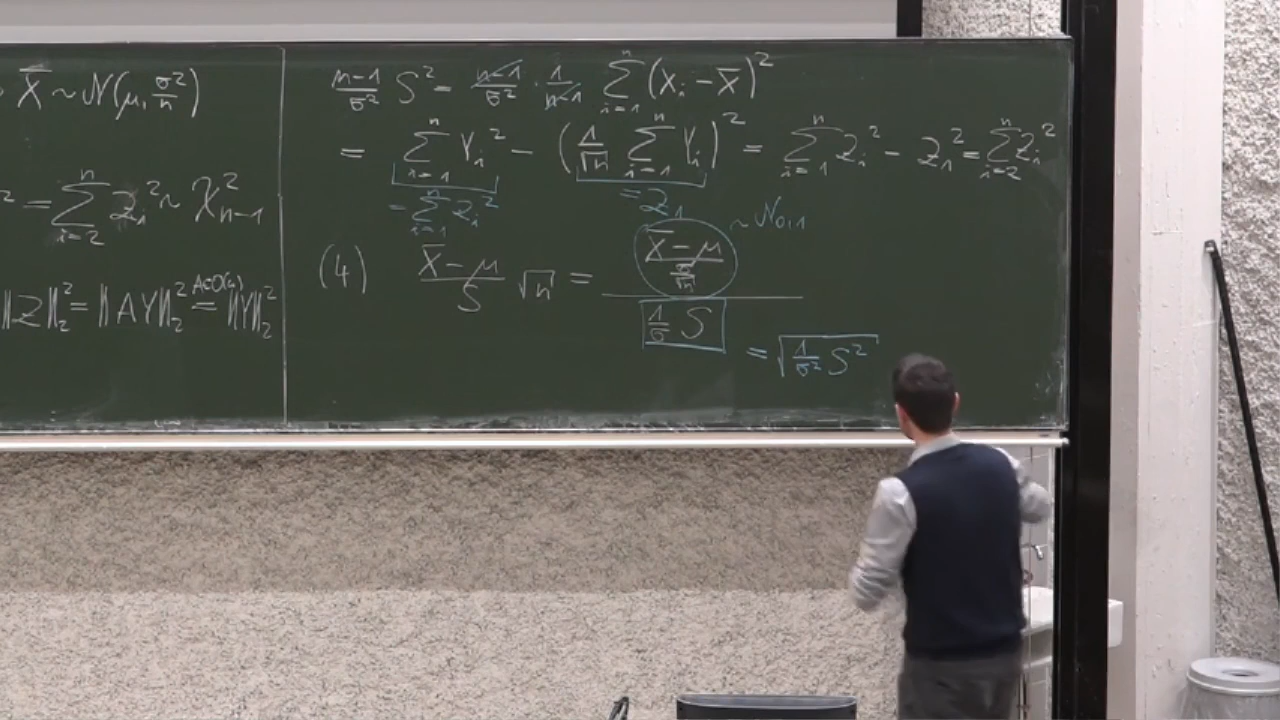 X̄ ~ N(μ, σ²/n)
² = Σ_{i=2}^{n} Z_i² ~ χ²_{n-1}
‖Z‖₂² = ‖AY‖₂² =^{A∈O(n)} ‖Y‖₂²
n-1/σ² S² = n-1/σ² · 1/n-1 Σ_{i=1}^{n} (X_i - X̄)²
= Σ_{i=1}^{n} Y_i² - (1/√n Σ_{i=1}^{n} Y_i)² = Σ_{i=1}^{n} Z_i² - Z_1² = Σ_{i=2}^{n} Z_i²
= Σ_{i=1}^{n} Z_i² = Z_1
(4) X̄ - μ / S √n = (X̄ - μ / σ/√n) / (1/σ S) ~ N_{0,1}
= √(1/σ² S²)